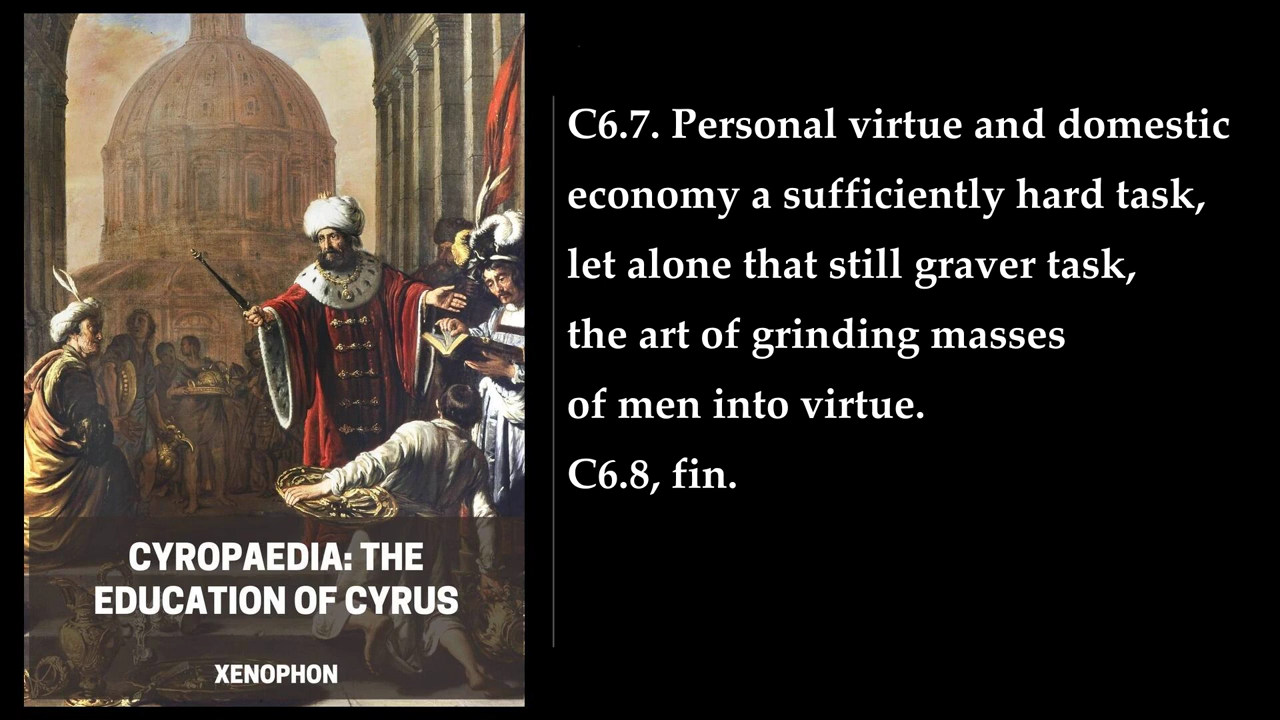 CYROPAEDIA: THE
EDUCATION OF CYRUS
XENOPHON
C6.7. Personal virtue and domestic
economy a sufficiently hard task,
let alone that still graver task,
the art of grinding masses
of men into virtue.
C6.8, fin.